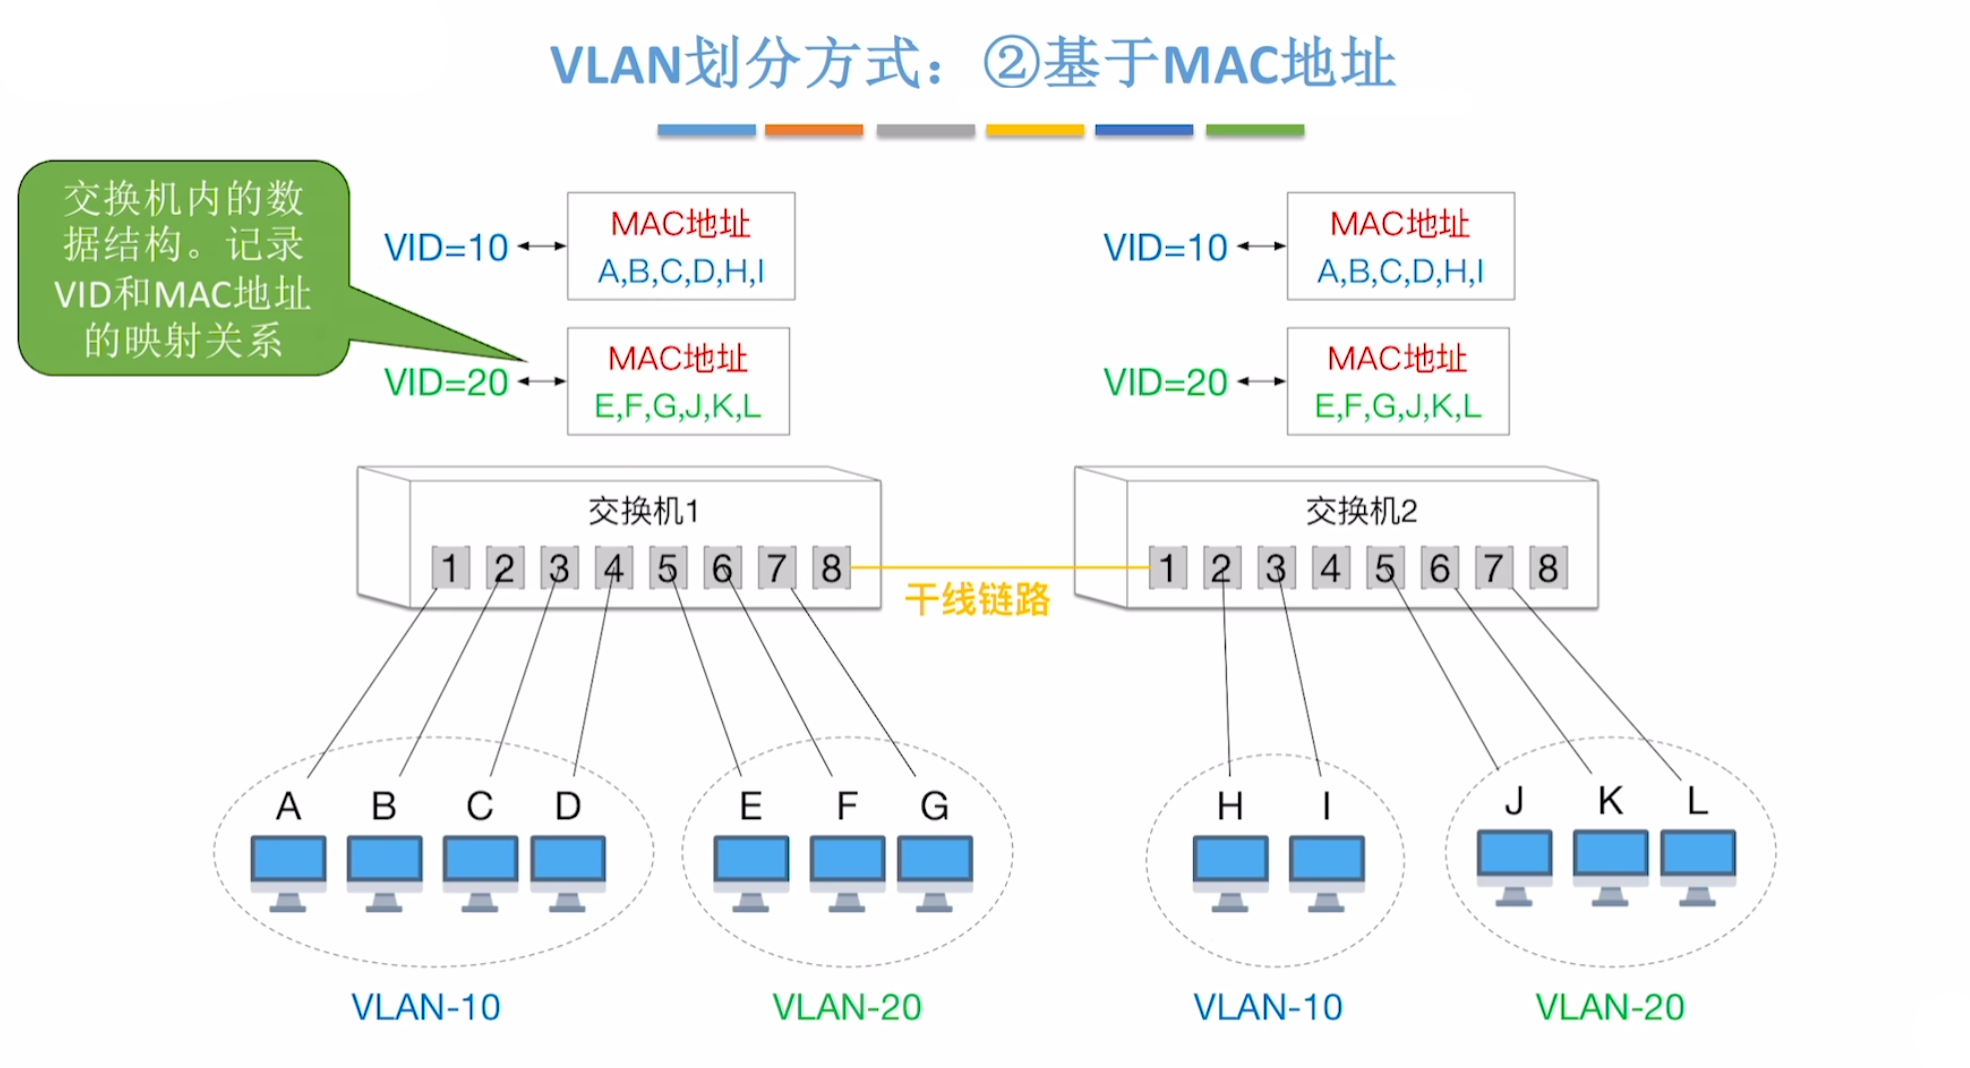 VLAN划分方式：②基于MAC地址
交换机内的数
据结构。记录
VID和MAC地址
的映射关系
VID=10
MAC地址
A,B,C,D,H,I
VID=20
MAC地址
E,F,G,J,K,L
VID=10
MAC地址
A,B,C,D,H,I
VID=20
MAC地址
E,F,G,J,K,L
交换机1
1 2 3 4 5 6 7 8
干线链路
交换机2
1 2 3 4 5 6 7 8
A B C D
E F G
H I
J K L
VLAN-10
VLAN-20
VLAN-10
VLAN-20